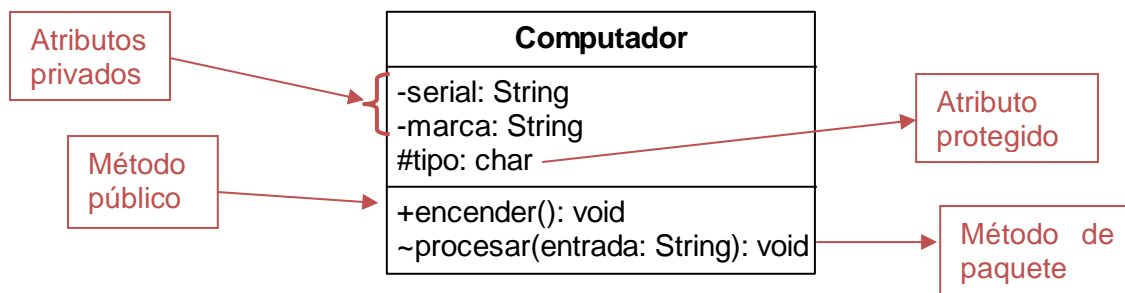 Atributos
privados
Computador
-serial: String
-marca: String
#tipo: char
Atributo
protegido
Método
público
+encender(): void
~procesar(entrada: String): void
Método de
paquete